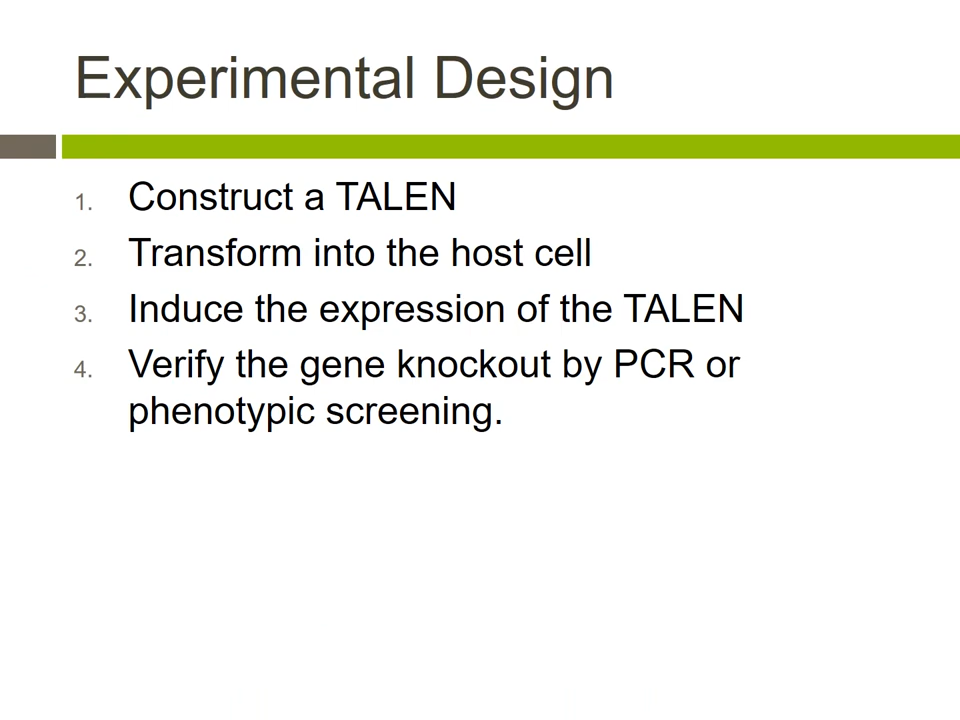 Experimental Design
1. Construct a TALEN
2. Transform into the host cell
3. Induce the expression of the TALEN
4. Verify the gene knockout by PCR or
phenotypic screening.